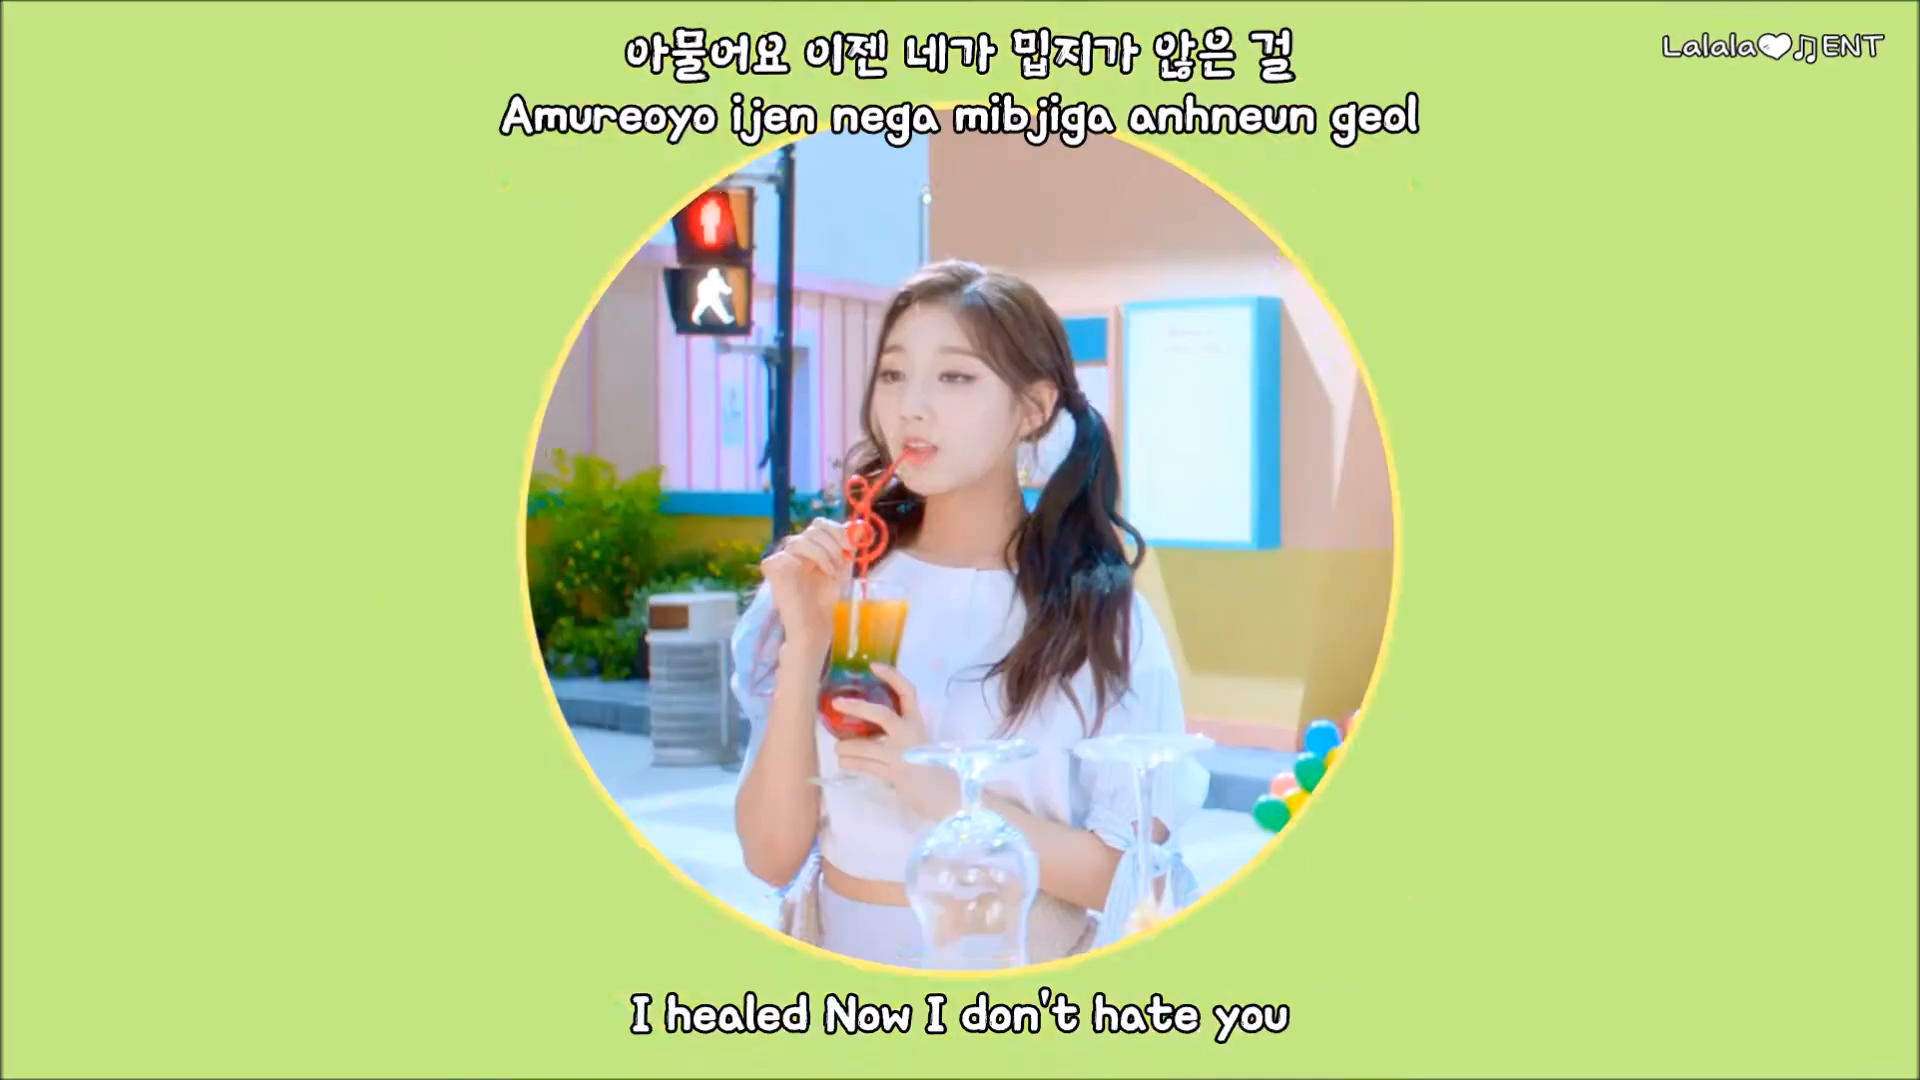 아물어요 이젠 네가 밉지가 않은 걸
Lalala🤍🎵ENT
Amureoyo ijen nega mibjiga anhneun geol
I healed Now I don't hate you